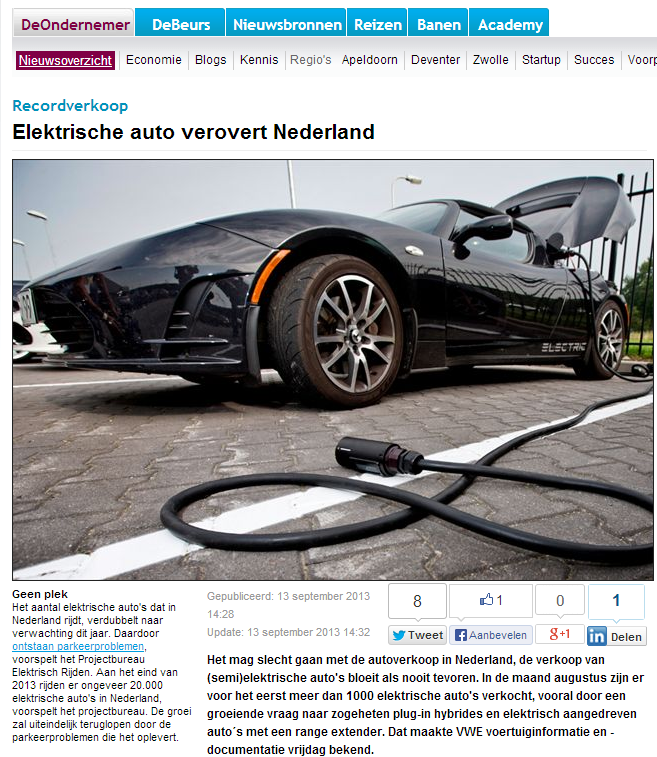 DeOndernemer DeBeurs Nieuwsbronnen Reizen Banen Academy
Nieuwsoverzicht Economie Blogs Kennis Regio's Apeldoorn Deventer Zwolle Startup Succes Voorp
Recordverkoop
Elektrische auto verovert Nederland
ELECTRIC
Geen plek
Het aantal elektrische auto's dat in
Nederland rijdt, verdubbelt naar
verwachting dit jaar. Daardoor
ontstaan parkeerproblemen,
voorspelt het Projectbureau
Elektrisch Rijden. Aan het eind van
2013 rijden er ongeveer 20.000
elektrische auto's in Nederland,
voorspelt het projectbureau. De groei
zal uiteindelijk teruglopen door de
parkeerproblemen die het oplevert.
Gepubliceerd: 13 september 2013
14:28
Update: 13 september 2013 14:32
8 1 0 1
Tweet Aanbevelen g+1 in Delen
Het mag slecht gaan met de autoverkoop in Nederland, de verkoop van
(semi)elektrische auto's bloeit als nooit tevoren. In de maand augustus zijn er
voor het eerst meer dan 1000 elektrische auto's verkocht, vooral door een
groeiende vraag naar zogeheten plug-in hybrides en elektrisch aangedreven
auto´s met een range extender. Dat maakte VWE voertuiginformatie en -
documentatie vrijdag bekend.